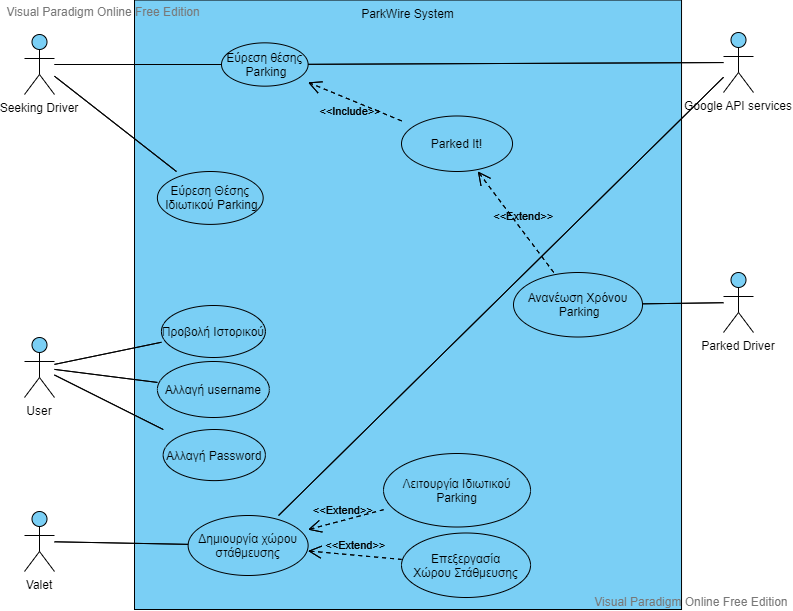 Visual Paradigm Online Free Edition
ParkWire System
Εύρεση θέσης
Parking
Seeking Driver
Google API services
<<Include>>
Parked It!
Εύρεση Θέσης
Ιδιωτικού Parking
<<Extend>>
Ανανέωση Χρόνου
Parking
Parked Driver
Προβολή Ιστορικού
Αλλαγή username
User
Αλλαγή Password
Λειτουργία Ιδιωτικού
Parking
<<Extend>>
Δημιουργία χώρου
στάθμευσης
<<Extend>>
Επεξεργασία
Χώρου Στάθμευσης
Valet
Visual Paradigm Online Free Edition